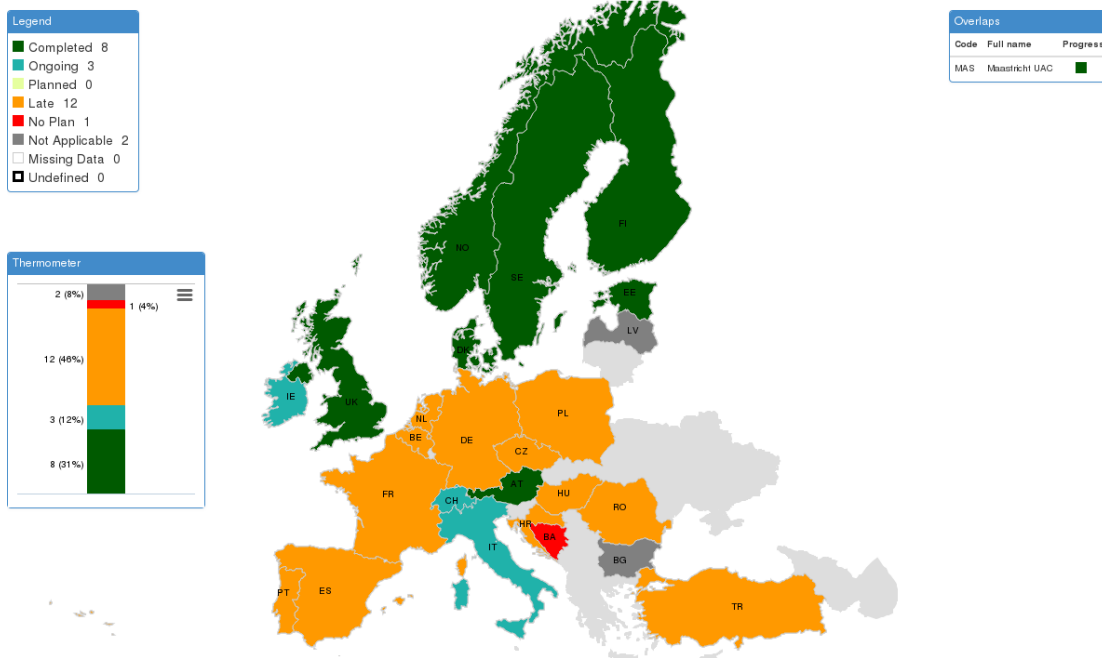 Legend
Completed 8
Ongoing 3
Planned 0
Late 12
No Plan 1
Not Applicable 2
Missing Data 0
Undefined 0
Overlaps
Code Full name Progress
MAS Maastricht UAC
Thermometer
2 (8%)
1 (4%)
12 (46%)
3 (12%)
8 (31%)
NO
FI
SE
EE
LV
DK
IE
UK
NL
BE
DE
PL
CZ
FR
CH
AT
HU
RO
HR
BA
IT
BG
PT
ES
TR